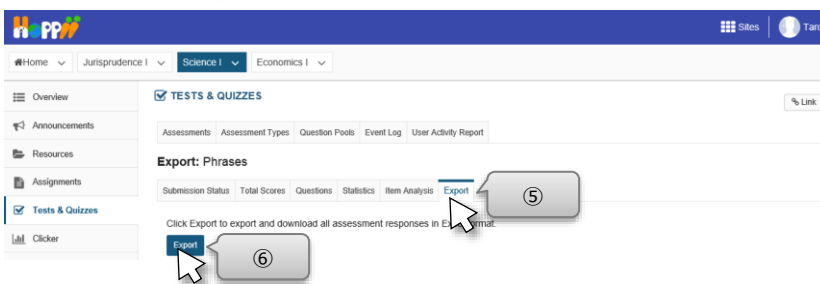 HoPPii
Sites
Taro
Home
Jurisprudence I
Science I
Economics I
Overview
TESTS & QUIZZES
Link
Announcements
Assessments Assessment Types Question Pools Event Log User Activity Report
Resources
Export: Phrases
Assignments
Submission Status Total Scores Questions Statistics Item Analysis Export
⑤
Tests & Quizzes
Click Export to export and download all assessment responses in format.
Clicker
Export
⑥